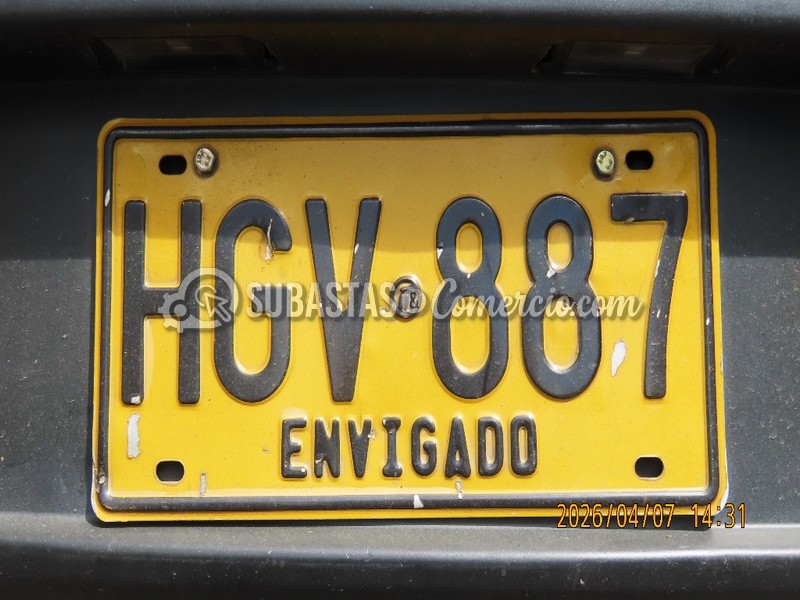 HGV 887
SUBASTAS&Comercio.com
ENVIGADO
2026/04/07 14:31